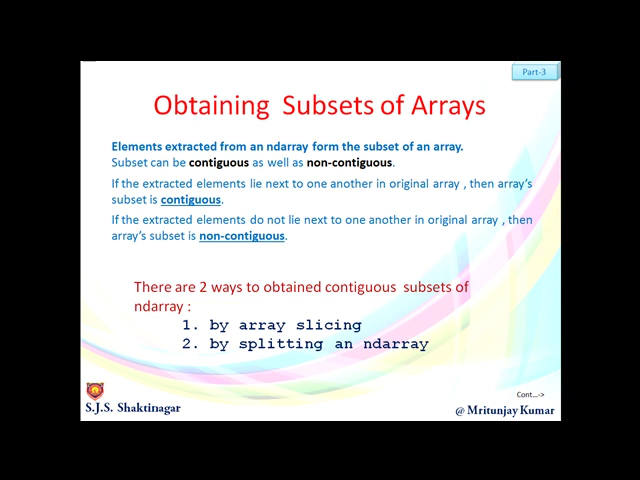 Part-3
Obtaining Subsets of Arrays
Elements extracted from an ndarray form the subset of an array.
Subset can be contiguous as well as non-contiguous.
If the extracted elements lie next to one another in original array , then array's
subset is contiguous.
If the extracted elements do not lie next to one another in original array , then
array's subset is non-contiguous.
There are 2 ways to obtained contiguous subsets of
ndarray :
1. by array slicing
2. by splitting an ndarray
Cont...->
S.J.S. Shaktinagar
@ Mritunjay Kumar